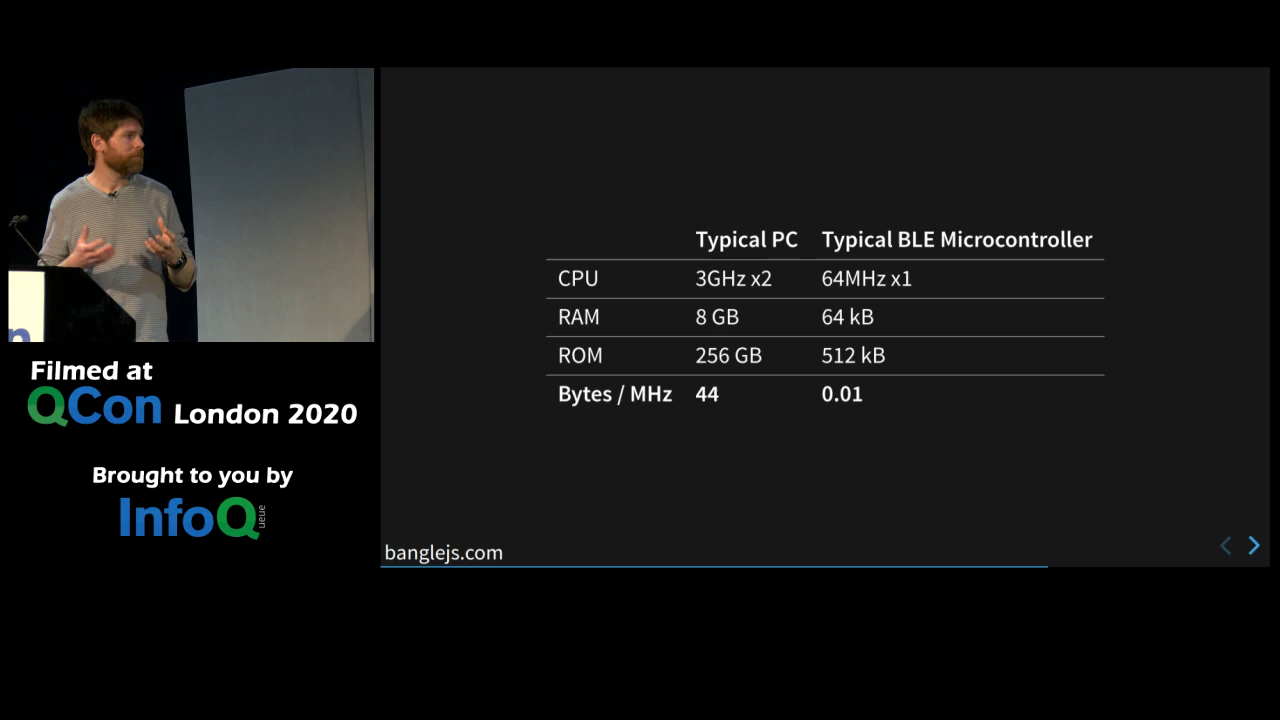 Typical PC Typical BLE Microcontroller
CPU 3GHz x2 64MHz x1
RAM 8 GB 64 kB
ROM 256 GB 512 kB
Bytes / MHz 44 0.01
banglejs.com
n
Filmed at
QCon London 2020
Brought to you by
InfoQ
ueue